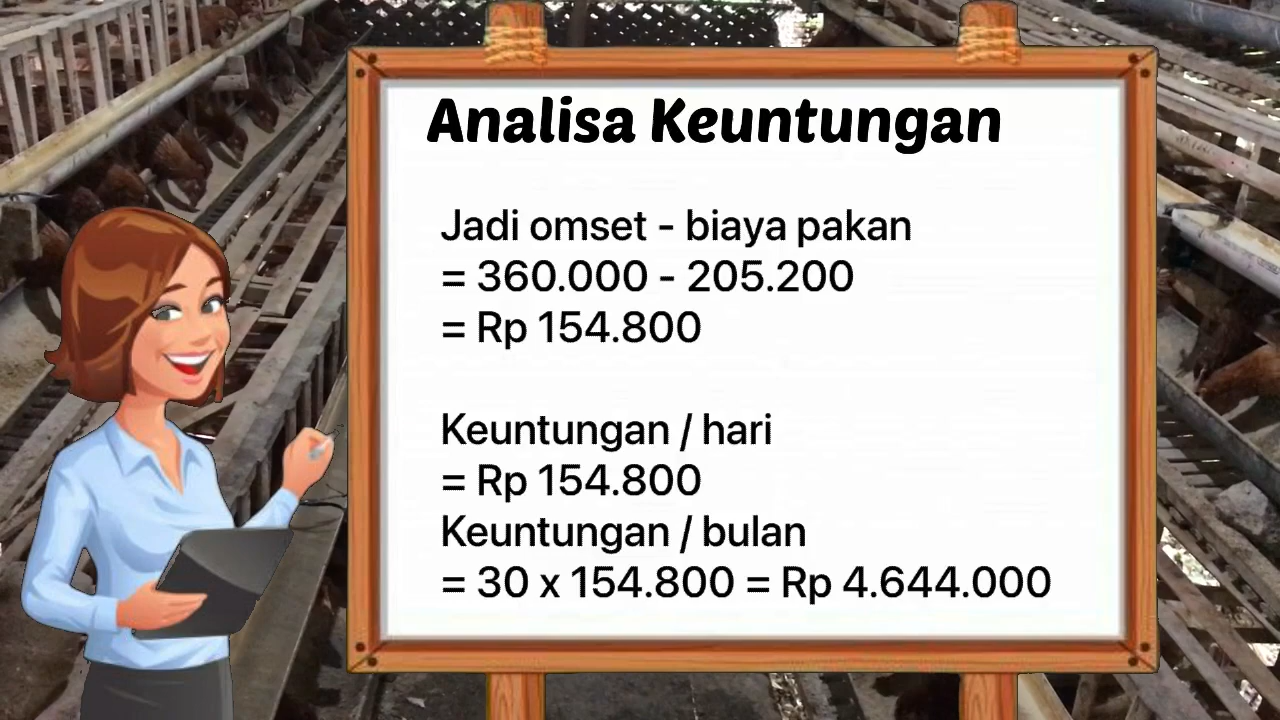 Analisa Keuntungan
Jadi omset - biaya pakan
= 360.000 - 205.200
= Rp 154.800
Keuntungan / hari
= Rp 154.800
Keuntungan / bulan
= 30 x 154.800 = Rp 4.644.000